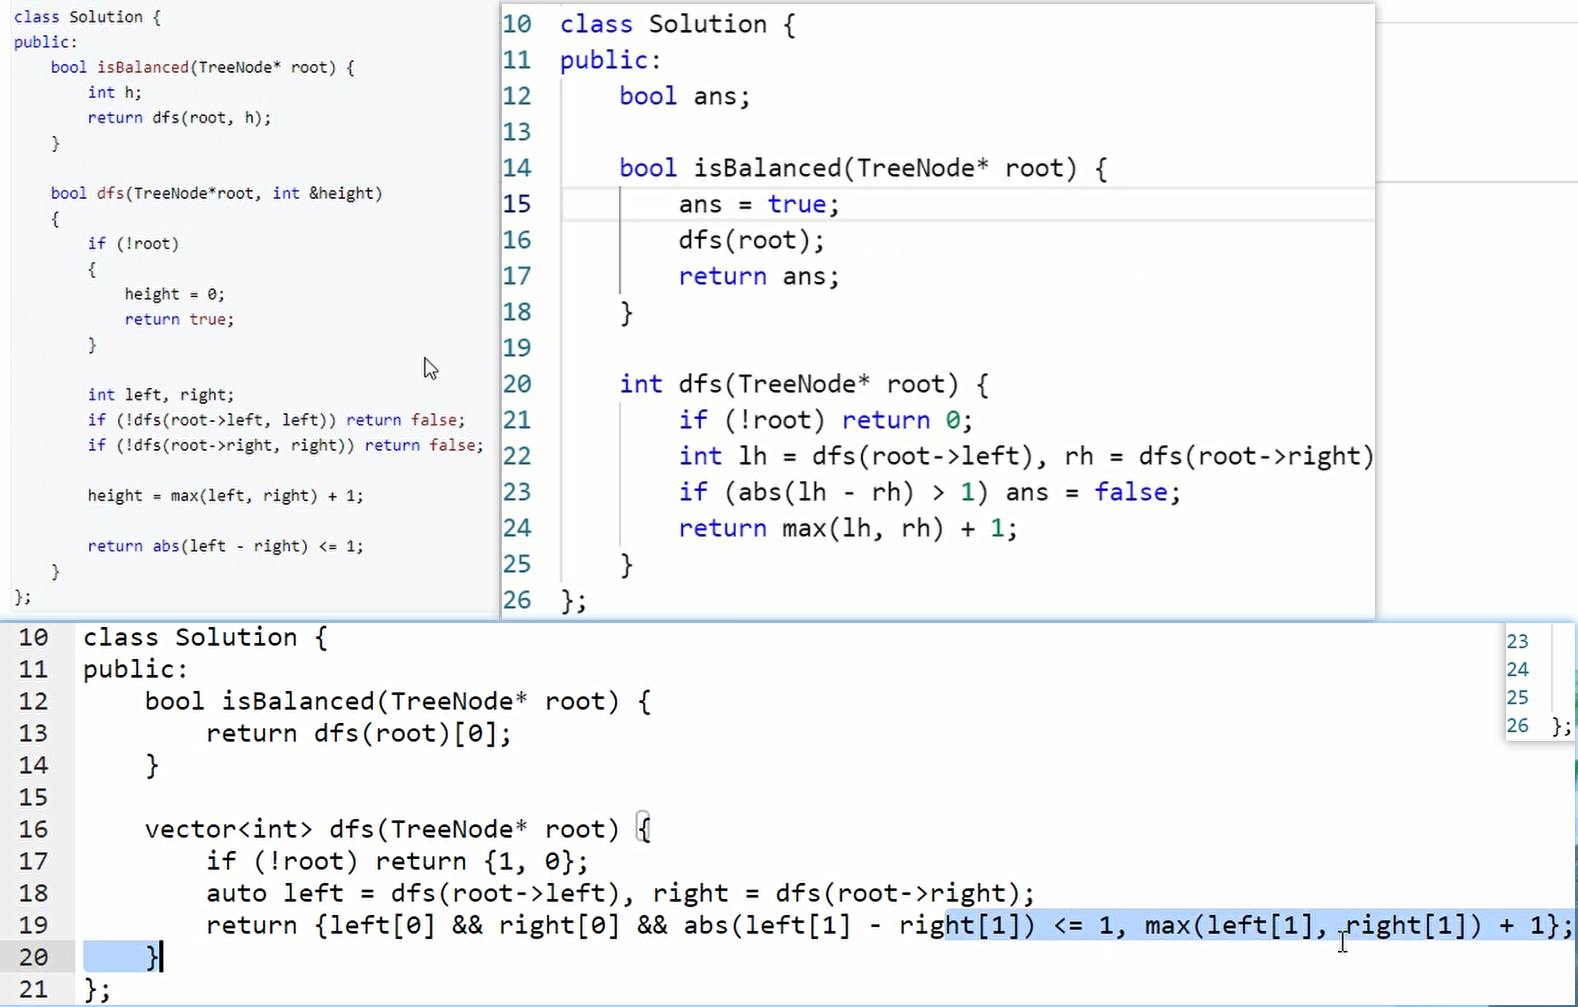 class Solution {
public:
    bool isBalanced(TreeNode* root) {
        int h;
        return dfs(root, h);
    }
    bool dfs(TreeNode*root, int &height)
    {
        if (!root)
        {
            height = 0;
            return true;
        }
        int left, right;
        if (!dfs(root->left, left)) return false;
        if (!dfs(root->right, right)) return false;
        height = max(left, right) + 1;
        return abs(left - right) <= 1;
    }
};
10 class Solution {
11 public:
12     bool ans;
13
14     bool isBalanced(TreeNode* root) {
15         ans = true;
16         dfs(root);
17         return ans;
18     }
19
20     int dfs(TreeNode* root) {
21         if (!root) return 0;
22         int lh = dfs(root->left), rh = dfs(root->right)
23         if (abs(lh - rh) > 1) ans = false;
24         return max(lh, rh) + 1;
25     }
26 };
10 class Solution {
11 public:
12     bool isBalanced(TreeNode* root) {
13         return dfs(root)[0];
14     }
15
16     vector<int> dfs(TreeNode* root) {
17         if (!root) return {1, 0};
18         auto left = dfs(root->left), right = dfs(root->right);
19         return {left[0] && right[0] && abs(left[1] - right[1]) <= 1, max(left[1], right[1]) + 1};
20     }
21 };
23
24
25
26 };